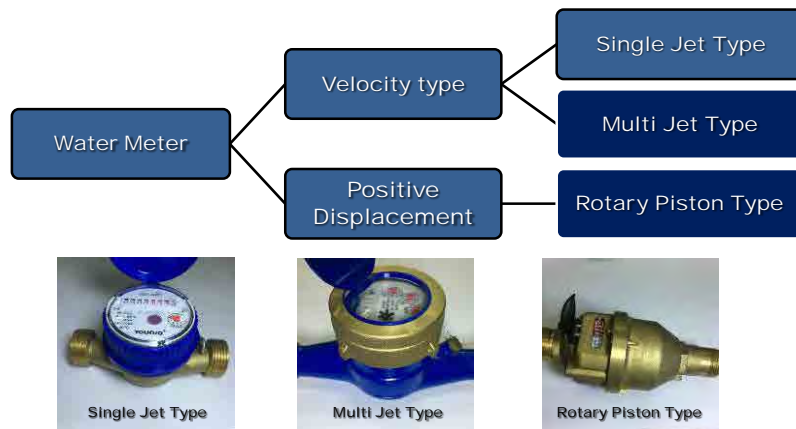 Single Jet Type
Velocity type
Multi Jet Type
Water Meter
Positive
Displacement
Rotary Piston Type
Single Jet Type
Multi Jet Type
Rotary Piston Type